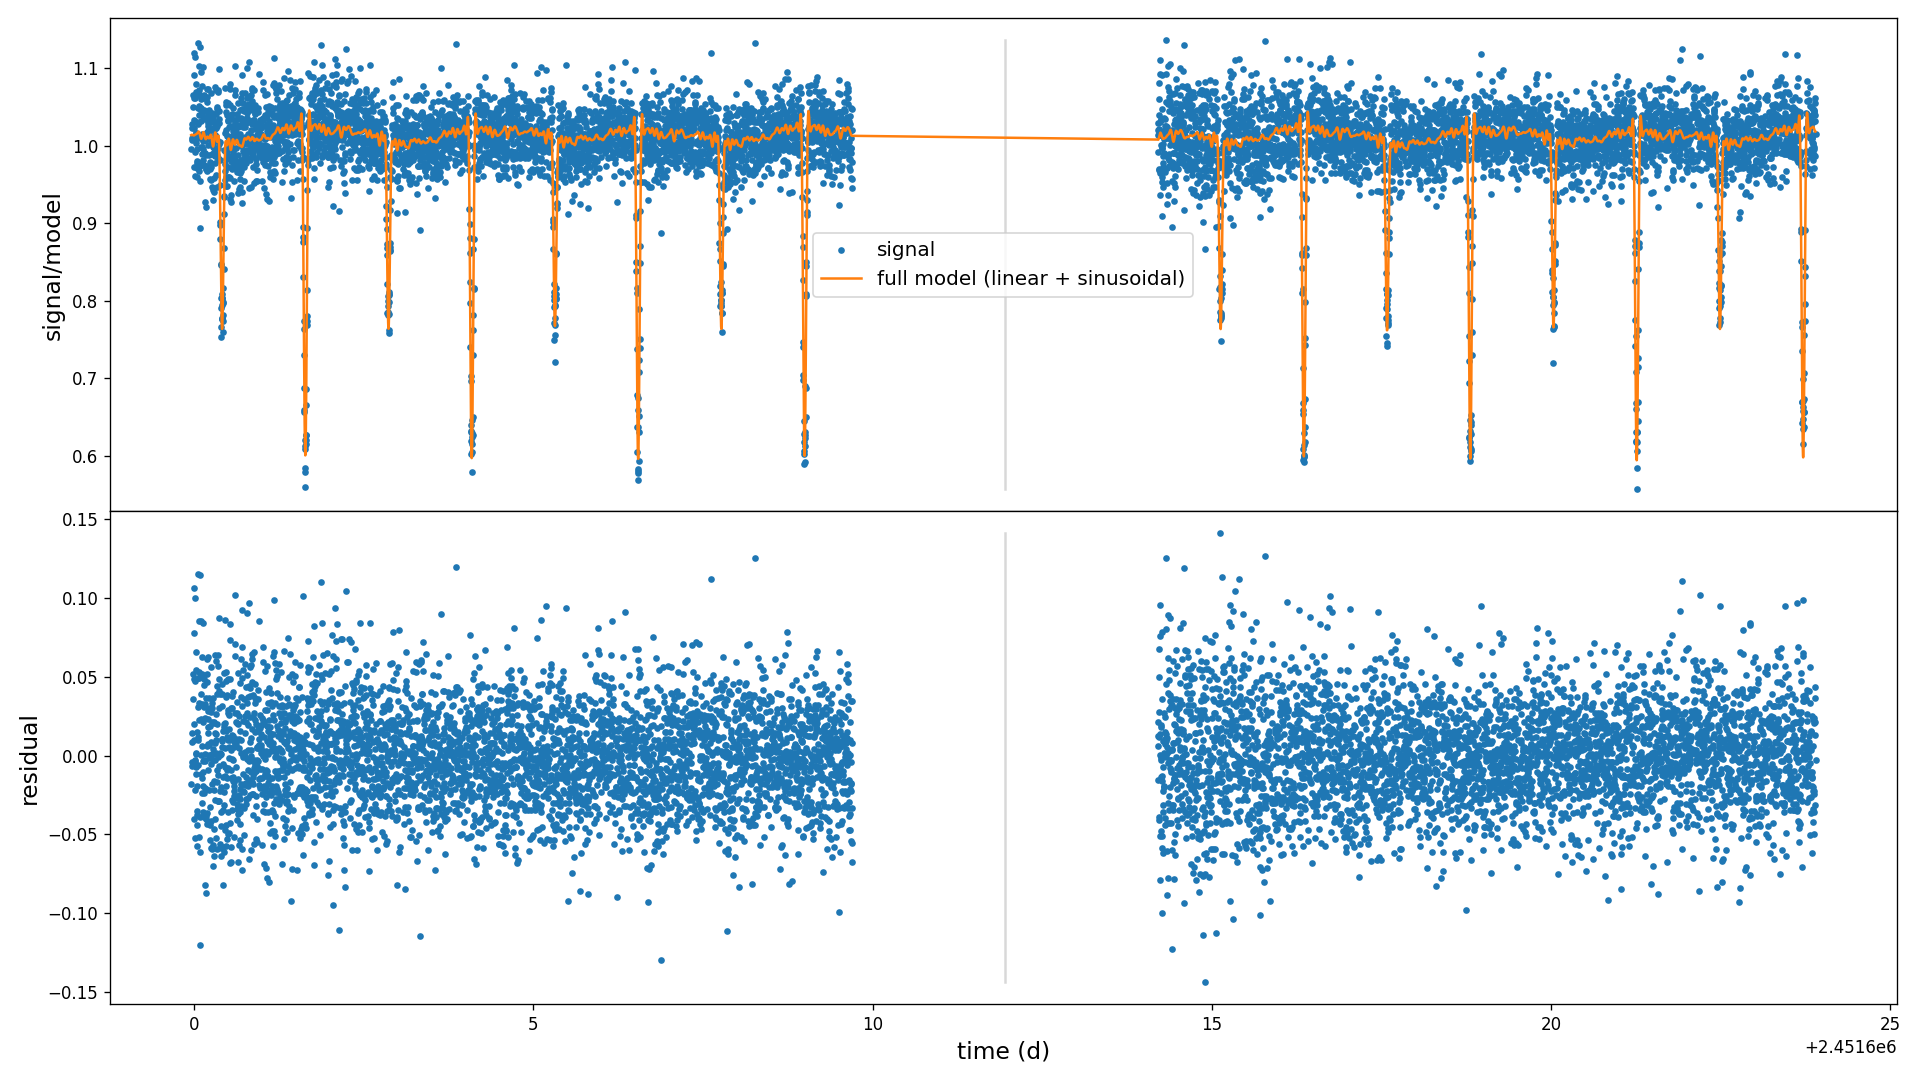 1.1
1.0
0.9
0.8
0.7
0.6
signal/model
signal
full model (linear + sinusoidal)
0.15
0.10
0.05
0.00
−0.05
−0.10
−0.15
residual
0 5 10 15 20 25
time (d)
+2.4516e6